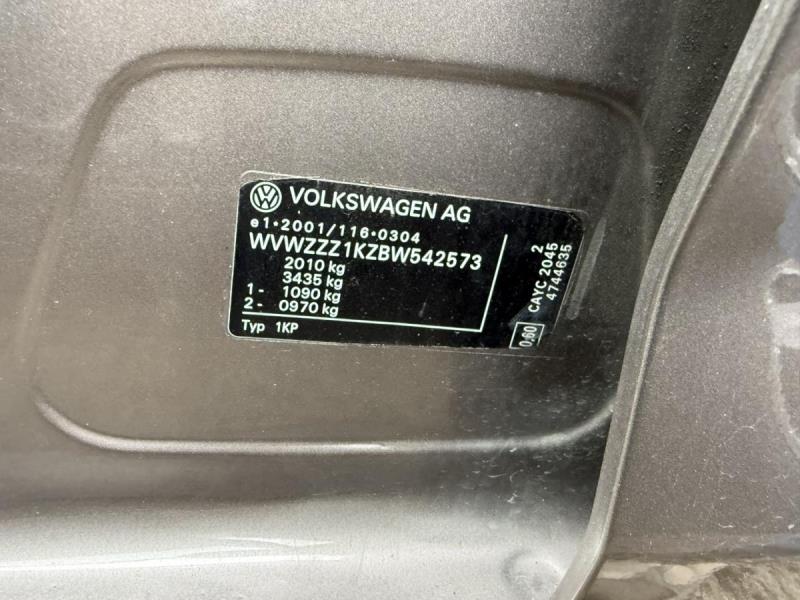 VOLKSWAGEN AG
e1*2001/116*0304
WVWZZZ1KZBW542573
2010 kg
3435 kg
1- 1090 kg
2- 0970 kg
Typ 1KP
2
CAYC 2045
4744635
0,60